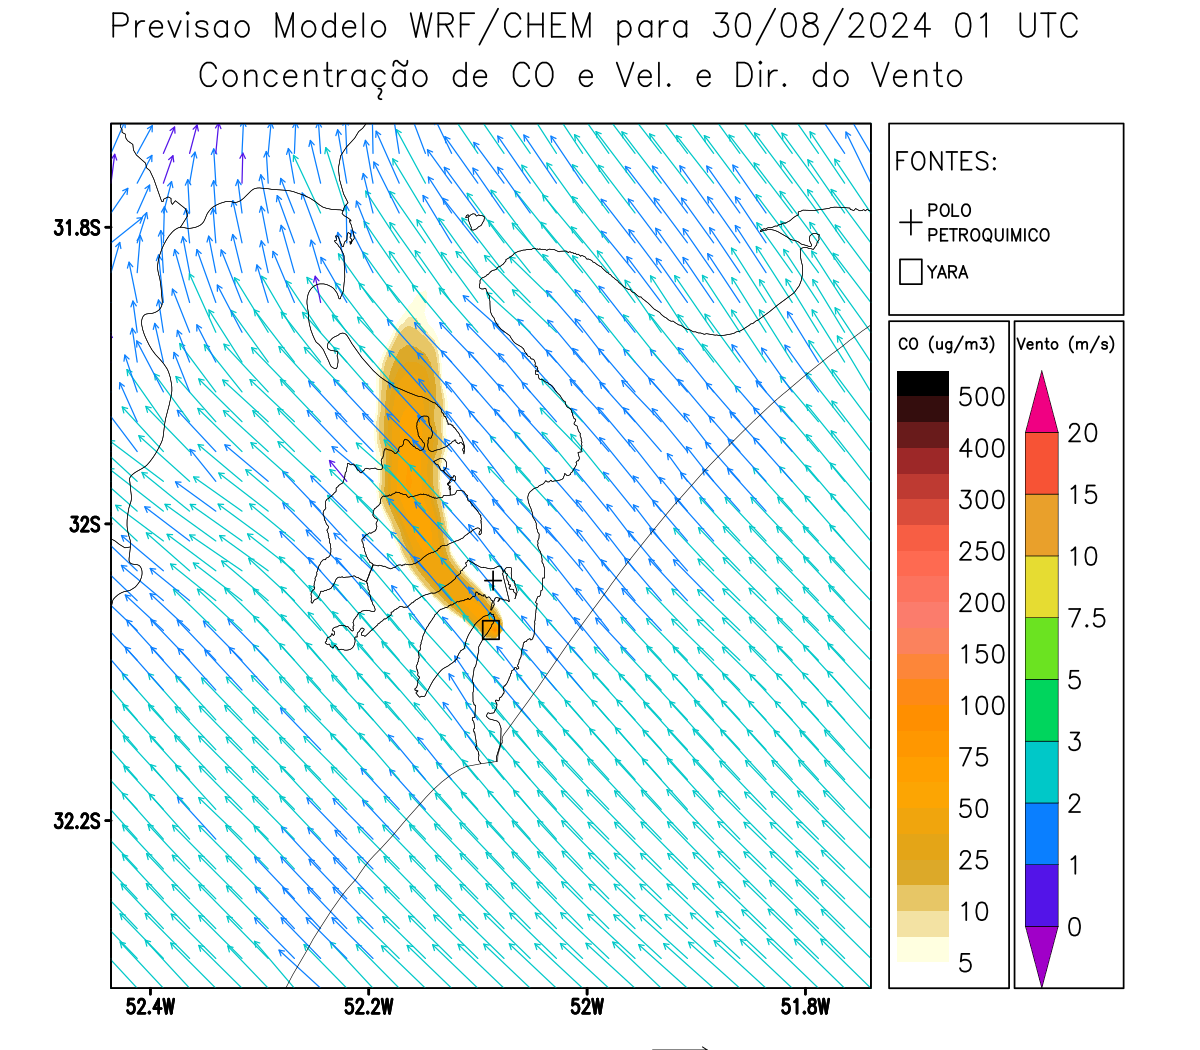 Previsao Modelo WRF/CHEM para 30/08/2024 01 UTC
Concentração de CO e Vel. e Dir. do Vento
FONTES:
POLO
PETROQUIMICO
YARA
CO (ug/m3)
500
400
300
250
200
150
100
75
50
25
10
5
Vento (m/s)
20
15
10
7.5
5
3
2
1
0
31.8S
32S
32.2S
52.4W
52.2W
52W
51.8W